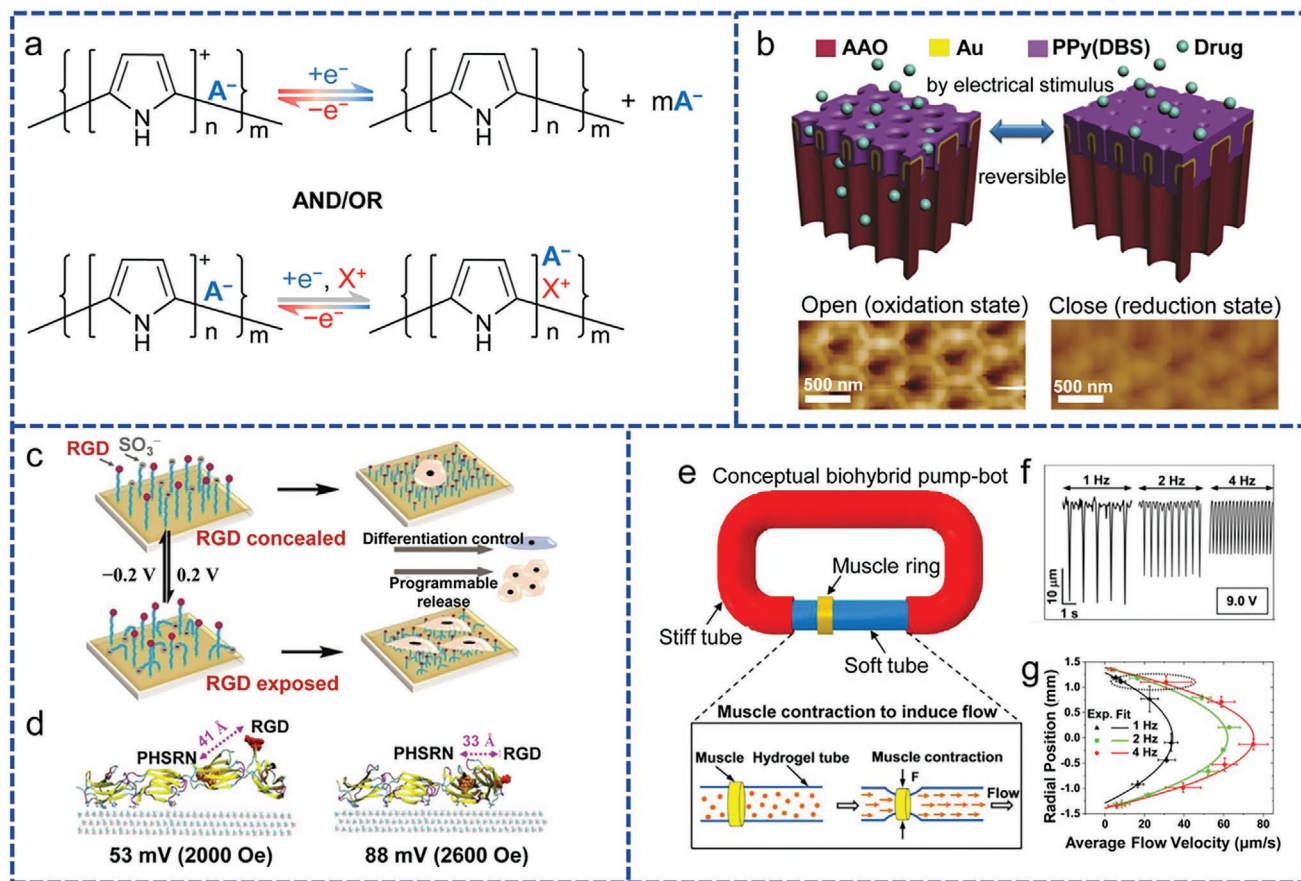 a
+
A⁻
+e⁻
−e⁻
+ mA⁻
N
H
n
m
N
H
n
m
AND/OR
+
A⁻
+e⁻, X⁺
−e⁻
A⁻
X⁺
N
H
n
m
N
H
n
m
b
AAO Au PPy(DBS) Drug
by electrical stimulus
reversible
Open (oxidation state) Close (reduction state)
500 nm 500 nm
c
RGD SO₃⁻
RGD concealed
−0.2 V 0.2 V
Differentiation control
Programmable
release
RGD exposed
d
41 Å RGD
PHSRN
33 Å
PHSRN RGD
53 mV (2000 Oe) 88 mV (2600 Oe)
e
Conceptual biohybrid pump-bot
Muscle ring
Stiff tube
Soft tube
Muscle contraction to induce flow
Muscle Hydrogel tube Muscle contraction
F
Flow
f
1 Hz 2 Hz 4 Hz
10 μm
1 s
9.0 V
g
1.5
1.0
0.5
0.0
-0.5
-1.0
-1.5
Radial Position (mm)
Exp. Fit
1 Hz
2 Hz
4 Hz
0 20 40 60 80
Average Flow Velocity (μm/s)